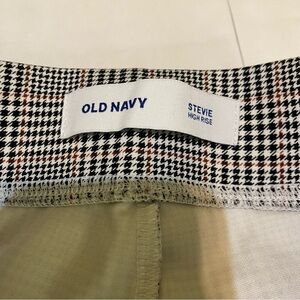 OLD NAVY
STEVIE
HIGH RISE